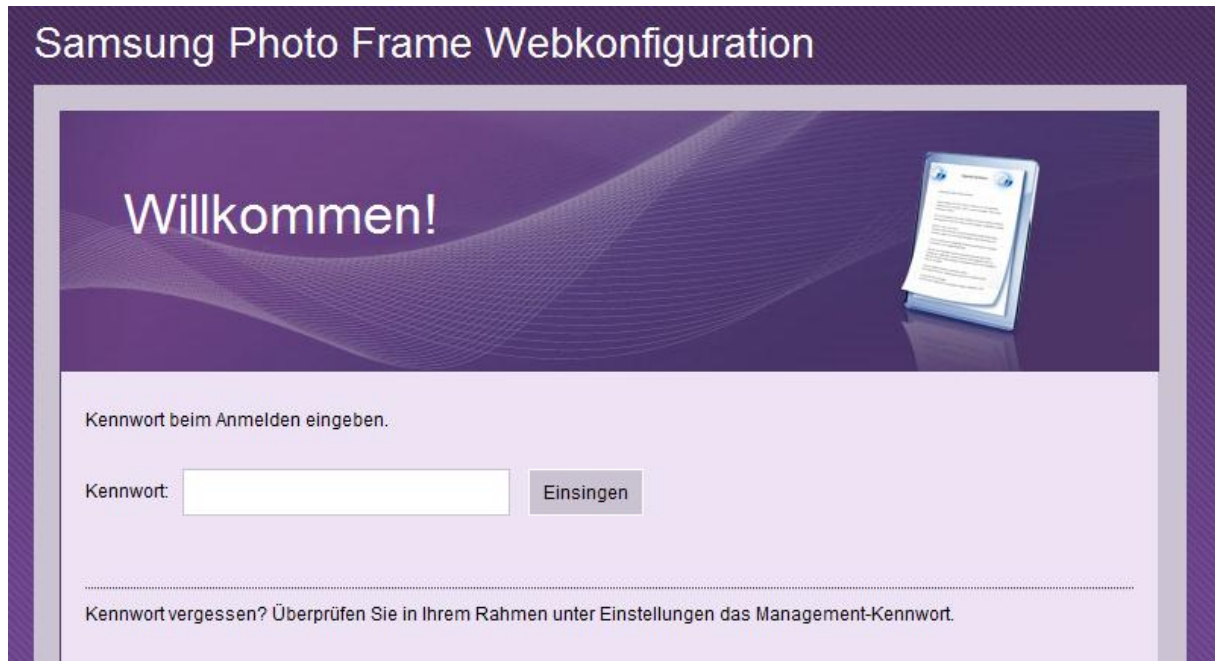 Samsung Photo Frame Webkonfiguration
Willkommen!
Kennwort beim Anmelden eingeben.
Kennwort: Einsingen
Kennwort vergessen? Überprüfen Sie in Ihrem Rahmen unter Einstellungen das Management-Kennwort.